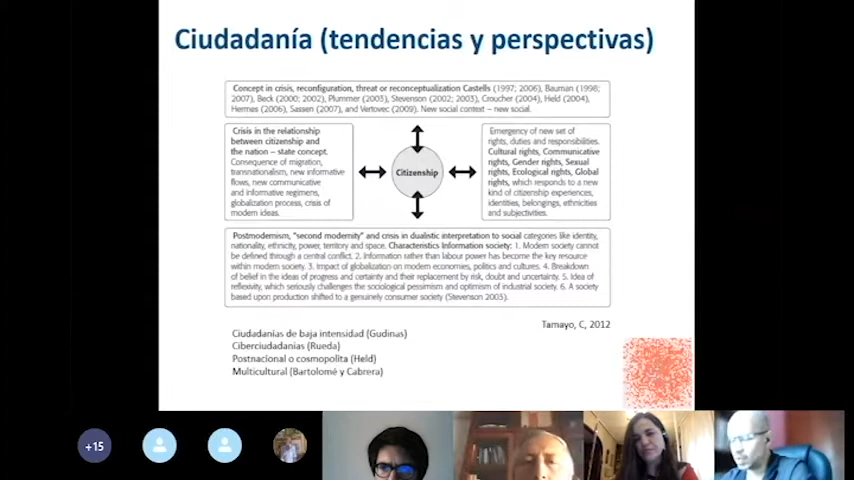 Ciudadanía (tendencias y perspectivas)
Concept in crisis, reconfiguration, threat or reconceptualization Castells (1997; 2006), Bauman (1998;
2007), Beck (2000; 2002), Plummer (2003), Stevenson (2002; 2003), Croucher (2004), Held (2004),
Hermes (2006), Sassen (2007), and Vertovec (2009). New social context – new social.
Crisis in the relationship
between citizenship and
the nation – state concept.
Consequence of migration,
transnationalism, new informative
flows, new communicative
and informative regimens,
globalization process, crisis of
modern ideas.
Citizenship
Emergency of new set of
rights, duties and responsibilities.
Cultural rights, Communicative
rights, Gender rights, Sexual
rights, Ecological rights, Global
rights, which responds to a new
kind of citizenship experiences,
identities, belongings, ethnicities
and subjectivities.
Postmodernism, "second modernity" and crisis in dualistic interpretation to social categories like identity,
nationality, ethnicity, power, territory and space. Characteristics Information society: 1. Modern society cannot
be defined through a central conflict. 2. Information rather than labour power has become the key resource
within modern society. 3. Impact of globalization on modern economies, politics and cultures. 4. Breakdown
of belief in the ideas of progress and certainty and their replacement by risk, doubt and uncertainty. 5. Idea of
reflexivity, which seriously challenges the sociological pessimism and optimism of industrial society. 6. A society
based upon production shifted to a genuinely consumer society (Stevenson 2003).
Tamayo, C, 2012
Ciudadanías de baja intensidad (Gudinas)
Ciberciudadanías (Rueda)
Postnacional o cosmopolita (Held)
Multicultural (Bartolomé y Cabrera)
+15